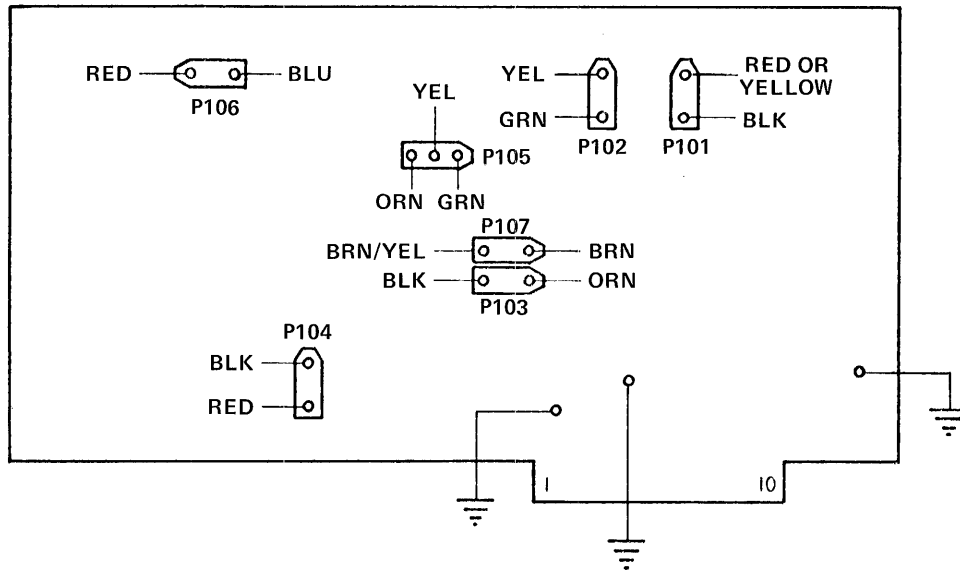 RED
BLU
P106
YEL
GRN
P102
RED OR
YELLOW
BLK
P101
YEL
P105
ORN GRN
P107
BRN/YEL
BRN
BLK
ORN
P103
P104
BLK
RED
1
10